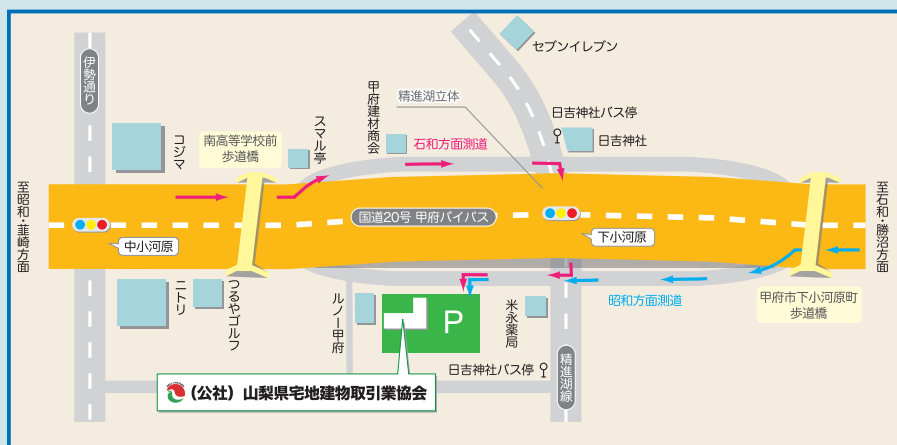 セブンイレブン
伊勢通り
甲府建材商会
精進湖立体
日吉神社バス停
スマル亭
コジマ
南高等学校前
歩道橋
石和方面測道
日吉神社
至昭和・韮崎方面
国道20号 甲府バイパス
至石和・勝沼方面
中小河原
下小河原
ニトリ
つるやゴルフ
ルノー甲府
P
米永薬局
昭和方面測道
甲府市下小河原町
歩道橋
日吉神社バス停
精進湖線
(公社)山梨県宅地建物取引業協会